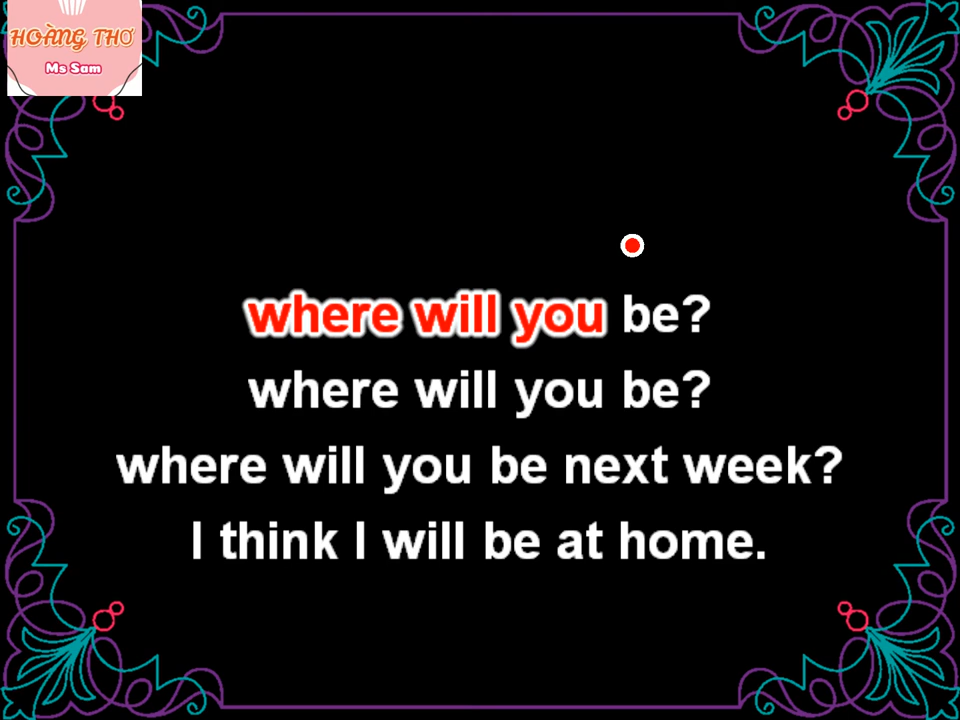 HOÀNG THƠ
Ms Sam
where will you be?
where will you be?
where will you be next week?
I think I will be at home.